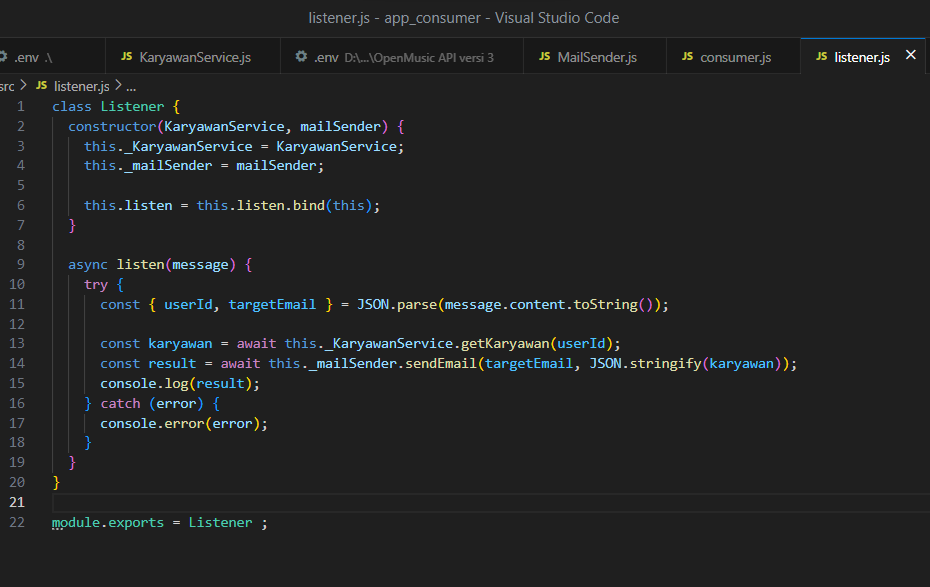 listener.js - app_consumer - Visual Studio Code
.env .\ JS KaryawanService.js .env D:\...\OpenMusic API versi 3 JS MailSender.js JS consumer.js JS listener.js ×
src > JS listener.js > ...
1 class Listener {
2   constructor(KaryawanService, mailSender) {
3     this._KaryawanService = KaryawanService;
4     this._mailSender = mailSender;
5
6     this.listen = this.listen.bind(this);
7   }
8
9   async listen(message) {
10     try {
11       const { userId, targetEmail } = JSON.parse(message.content.toString());
12
13       const karyawan = await this._KaryawanService.getKaryawan(userId);
14       const result = await this._mailSender.sendEmail(targetEmail, JSON.stringify(karyawan));
15       console.log(result);
16     } catch (error) {
17       console.error(error);
18     }
19   }
20 }
21
22 module.exports = Listener ;